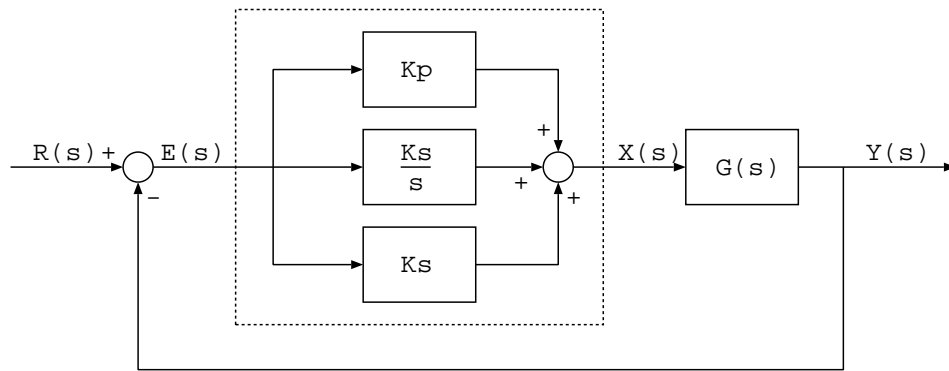 Kp
R(s) + E(s) Ks/s + + + X(s) G(s) Y(s)
−
Ks